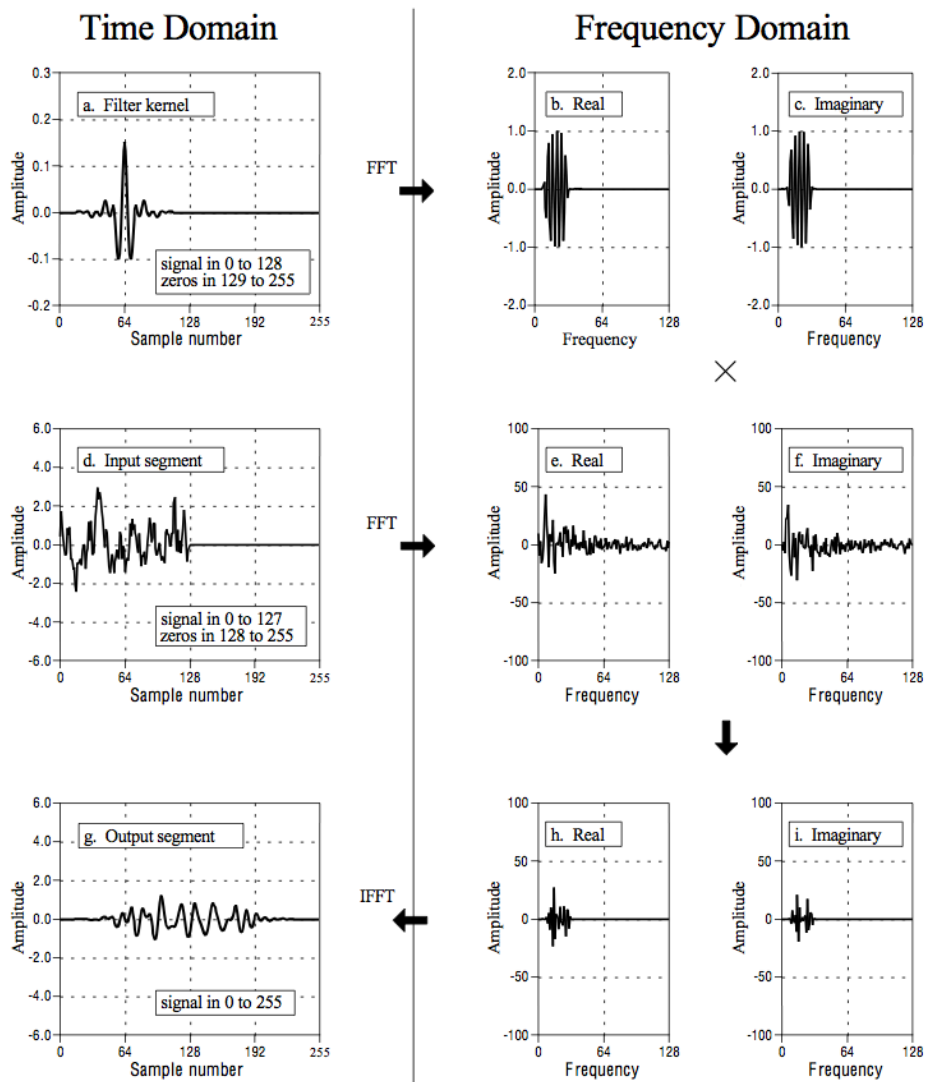 Time Domain
Frequency Domain
a. Filter kernel
0.3
0.2
0.1
0.0
-0.1
-0.2
Amplitude
signal in 0 to 128
zeros in 129 to 255
0 64 128 192 255
Sample number
FFT
b. Real
2.0
1.0
0.0
-1.0
-2.0
Amplitude
0 64 128
Frequency
c. Imaginary
2.0
1.0
0.0
-1.0
-2.0
Amplitude
0 64 128
Frequency
×
d. Input segment
6.0
4.0
2.0
0.0
-2.0
-4.0
-6.0
Amplitude
signal in 0 to 127
zeros in 128 to 255
0 64 128 192 255
Sample number
FFT
e. Real
100
50
0
-50
-100
Amplitude
0 64 128
Frequency
f. Imaginary
100
50
0
-50
-100
Amplitude
0 64 128
Frequency
g. Output segment
6.0
4.0
2.0
0.0
-2.0
-4.0
-6.0
Amplitude
signal in 0 to 255
0 64 128 192 255
Sample number
IFFT
h. Real
100
50
0
-50
-100
Amplitude
0 64 128
Frequency
i. Imaginary
100
50
0
-50
-100
Amplitude
0 64 128
Frequency